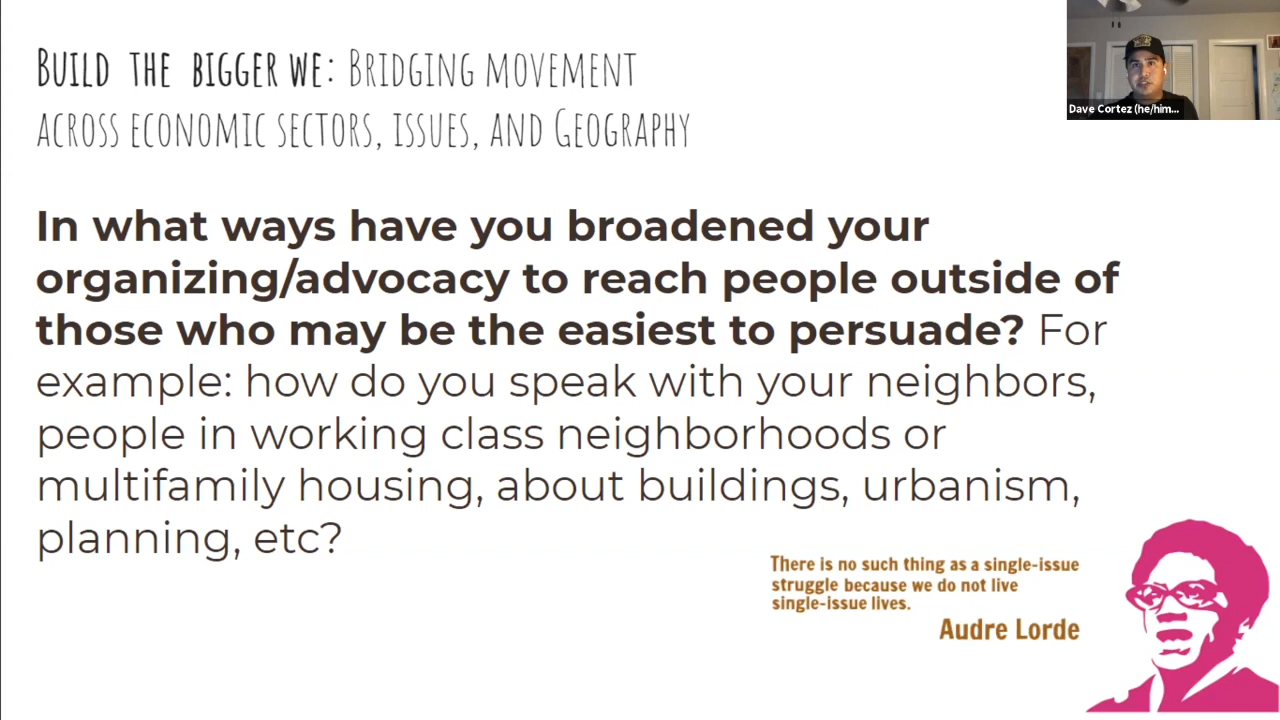 BUILD THE BIGGER WE: BRIDGING MOVEMENT
ACROSS ECONOMIC SECTORS, ISSUES, AND GEOGRAPHY
Dave Cortez (he/him...
In what ways have you broadened your
organizing/advocacy to reach people outside of
those who may be the easiest to persuade? For
example: how do you speak with your neighbors,
people in working class neighborhoods or
multifamily housing, about buildings, urbanism,
planning, etc?
There is no such thing as a single-issue
struggle because we do not live
single-issue lives.
Audre Lorde